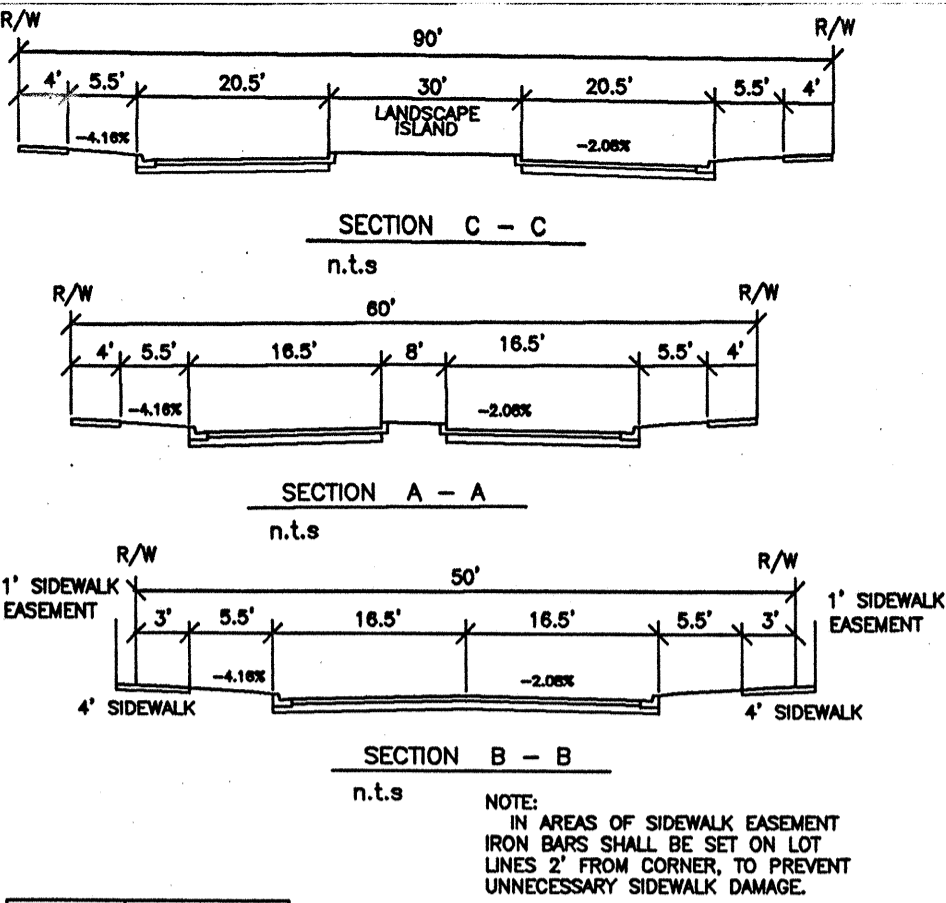 R/W R/W
90'
4' 5.5' 20.5' 30' 20.5' 5.5' 4'
LANDSCAPE
ISLAND
-4.16% -2.08%
SECTION C - C
n.t.s
R/W R/W
60'
4' 5.5' 16.5' 8' 16.5' 5.5' 4'
-4.16% -2.08%
SECTION A - A
n.t.s
R/W R/W
50'
1' SIDEWALK
EASEMENT
1' SIDEWALK
EASEMENT
3' 5.5' 16.5' 16.5' 5.5' 3'
-4.16% -2.08%
4' SIDEWALK 4' SIDEWALK
SECTION B - B
n.t.s
NOTE:
IN AREAS OF SIDEWALK EASEMENT
IRON BARS SHALL BE SET ON LOT
LINES 2' FROM CORNER, TO PREVENT
UNNECESSARY SIDEWALK DAMAGE.